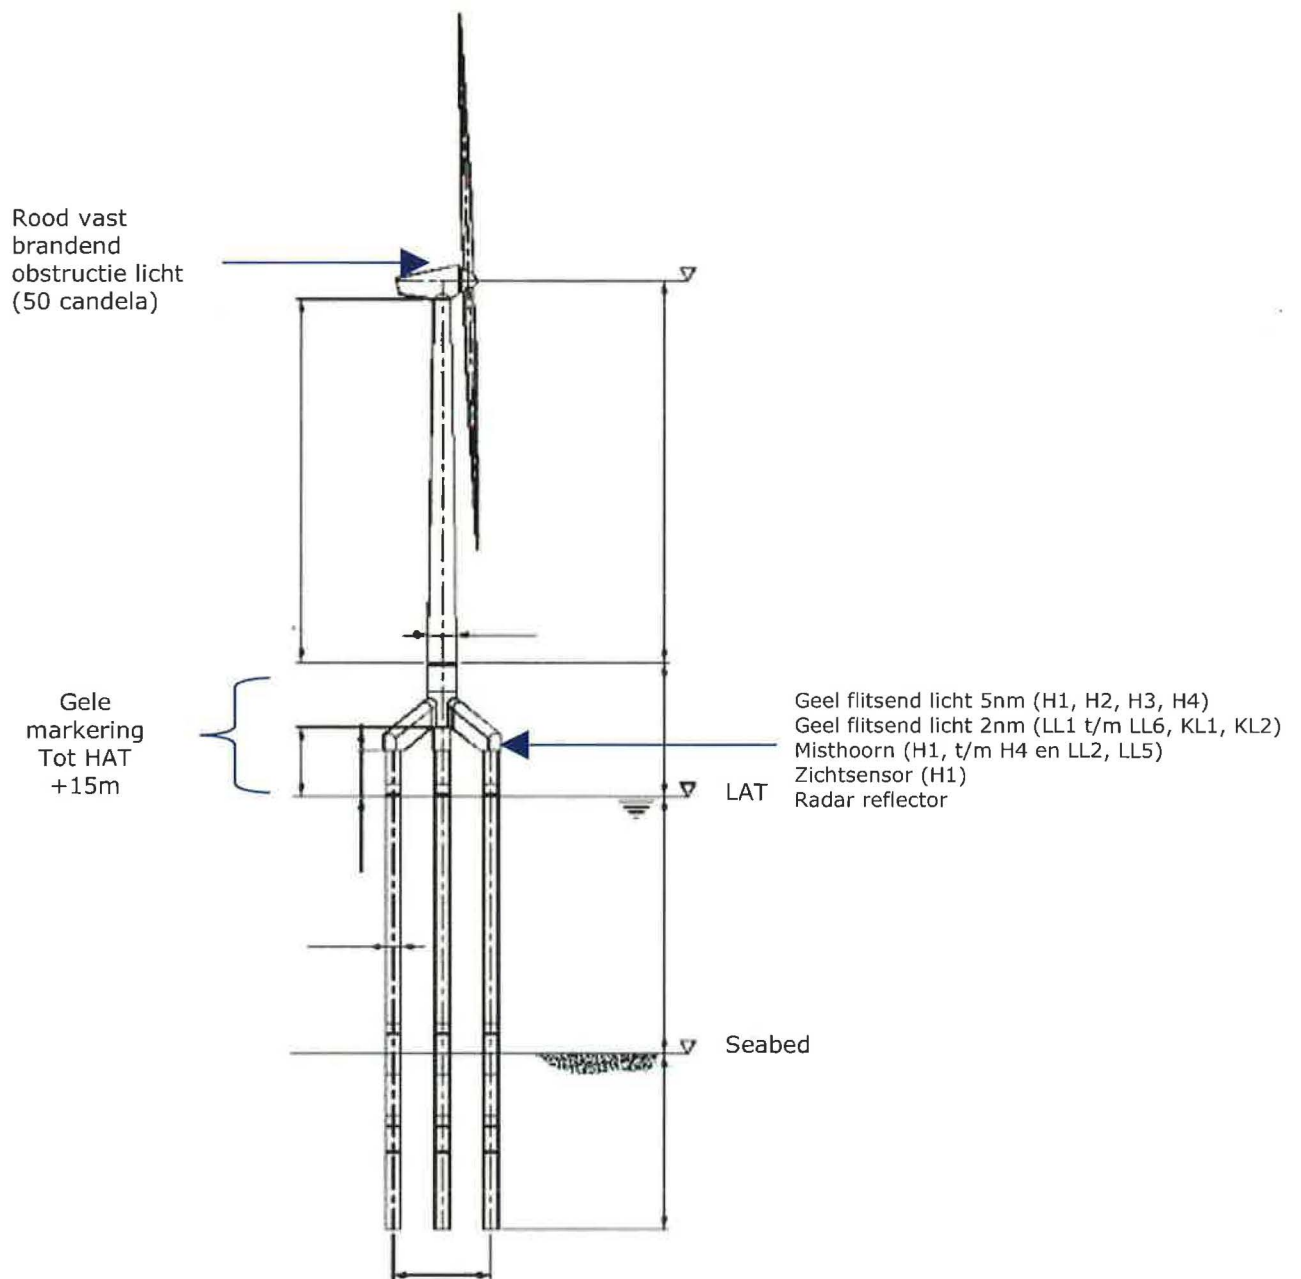 Rood vast
brandend
obstructie licht
(50 candela)
Gele
markering
Tot HAT
+15m
Geel flitsend licht 5nm (H1, H2, H3, H4)
Geel flitsend licht 2nm (LL1 t/m LL6, KL1, KL2)
Misthoorn (H1, t/m H4 en LL2, LL5)
Zichtsensor (H1)
Radar reflector
LAT
Seabed